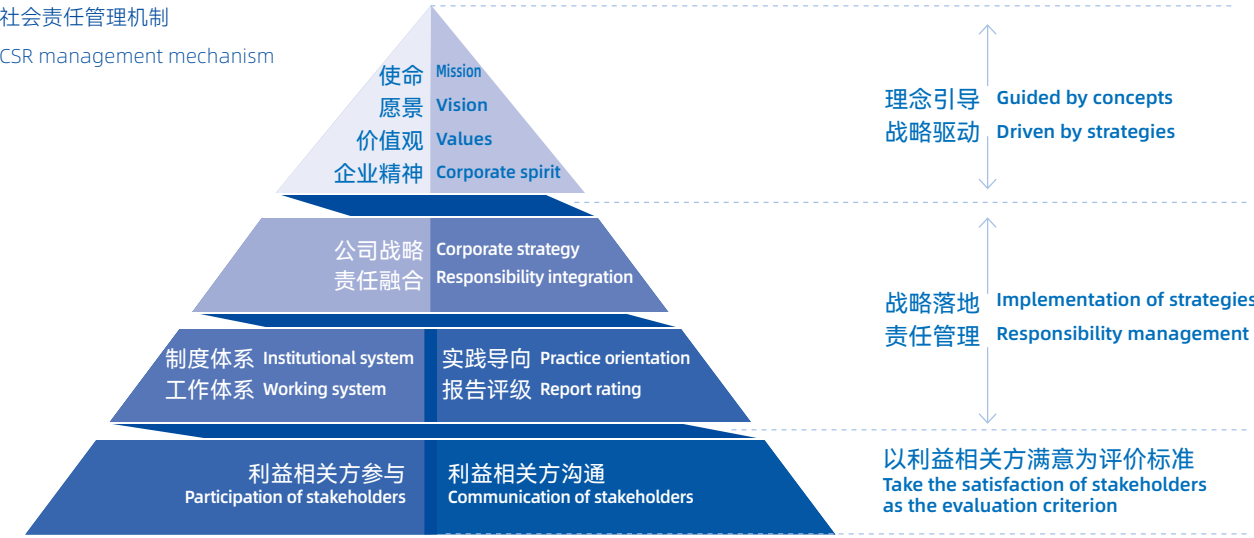 社会责任管理机制
CSR management mechanism
使命 Mission
愿景 Vision
价值观 Values
企业精神 Corporate spirit
理念引导 Guided by concepts
战略驱动 Driven by strategies
公司战略 Corporate strategy
责任融合 Responsibility integration
战略落地 Implementation of strategies
责任管理 Responsibility management
制度体系 Institutional system
工作体系 Working system
实践导向 Practice orientation
报告评级 Report rating
利益相关方参与
Participation of stakeholders
利益相关方沟通
Communication of stakeholders
以利益相关方满意为评价标准
Take the satisfaction of stakeholders
as the evaluation criterion